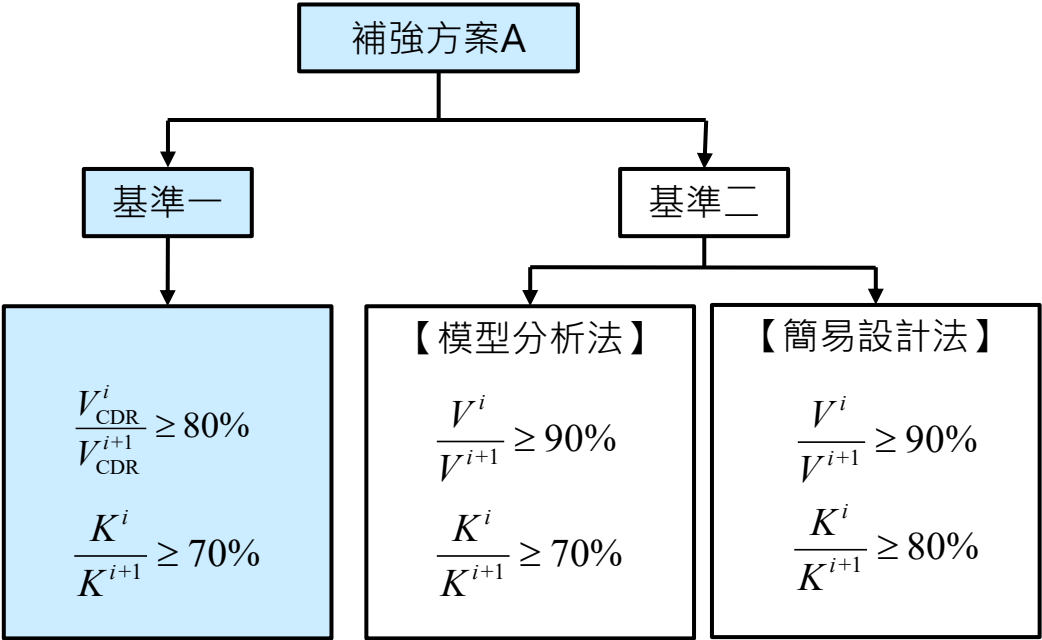 補強方案A
基準一
基準二
V^i_CDR / V^{i+1}_CDR ≥ 80%
K^i / K^{i+1} ≥ 70%
【模型分析法】
V^i / V^{i+1} ≥ 90%
K^i / K^{i+1} ≥ 70%
【簡易設計法】
V^i / V^{i+1} ≥ 90%
K^i / K^{i+1} ≥ 80%